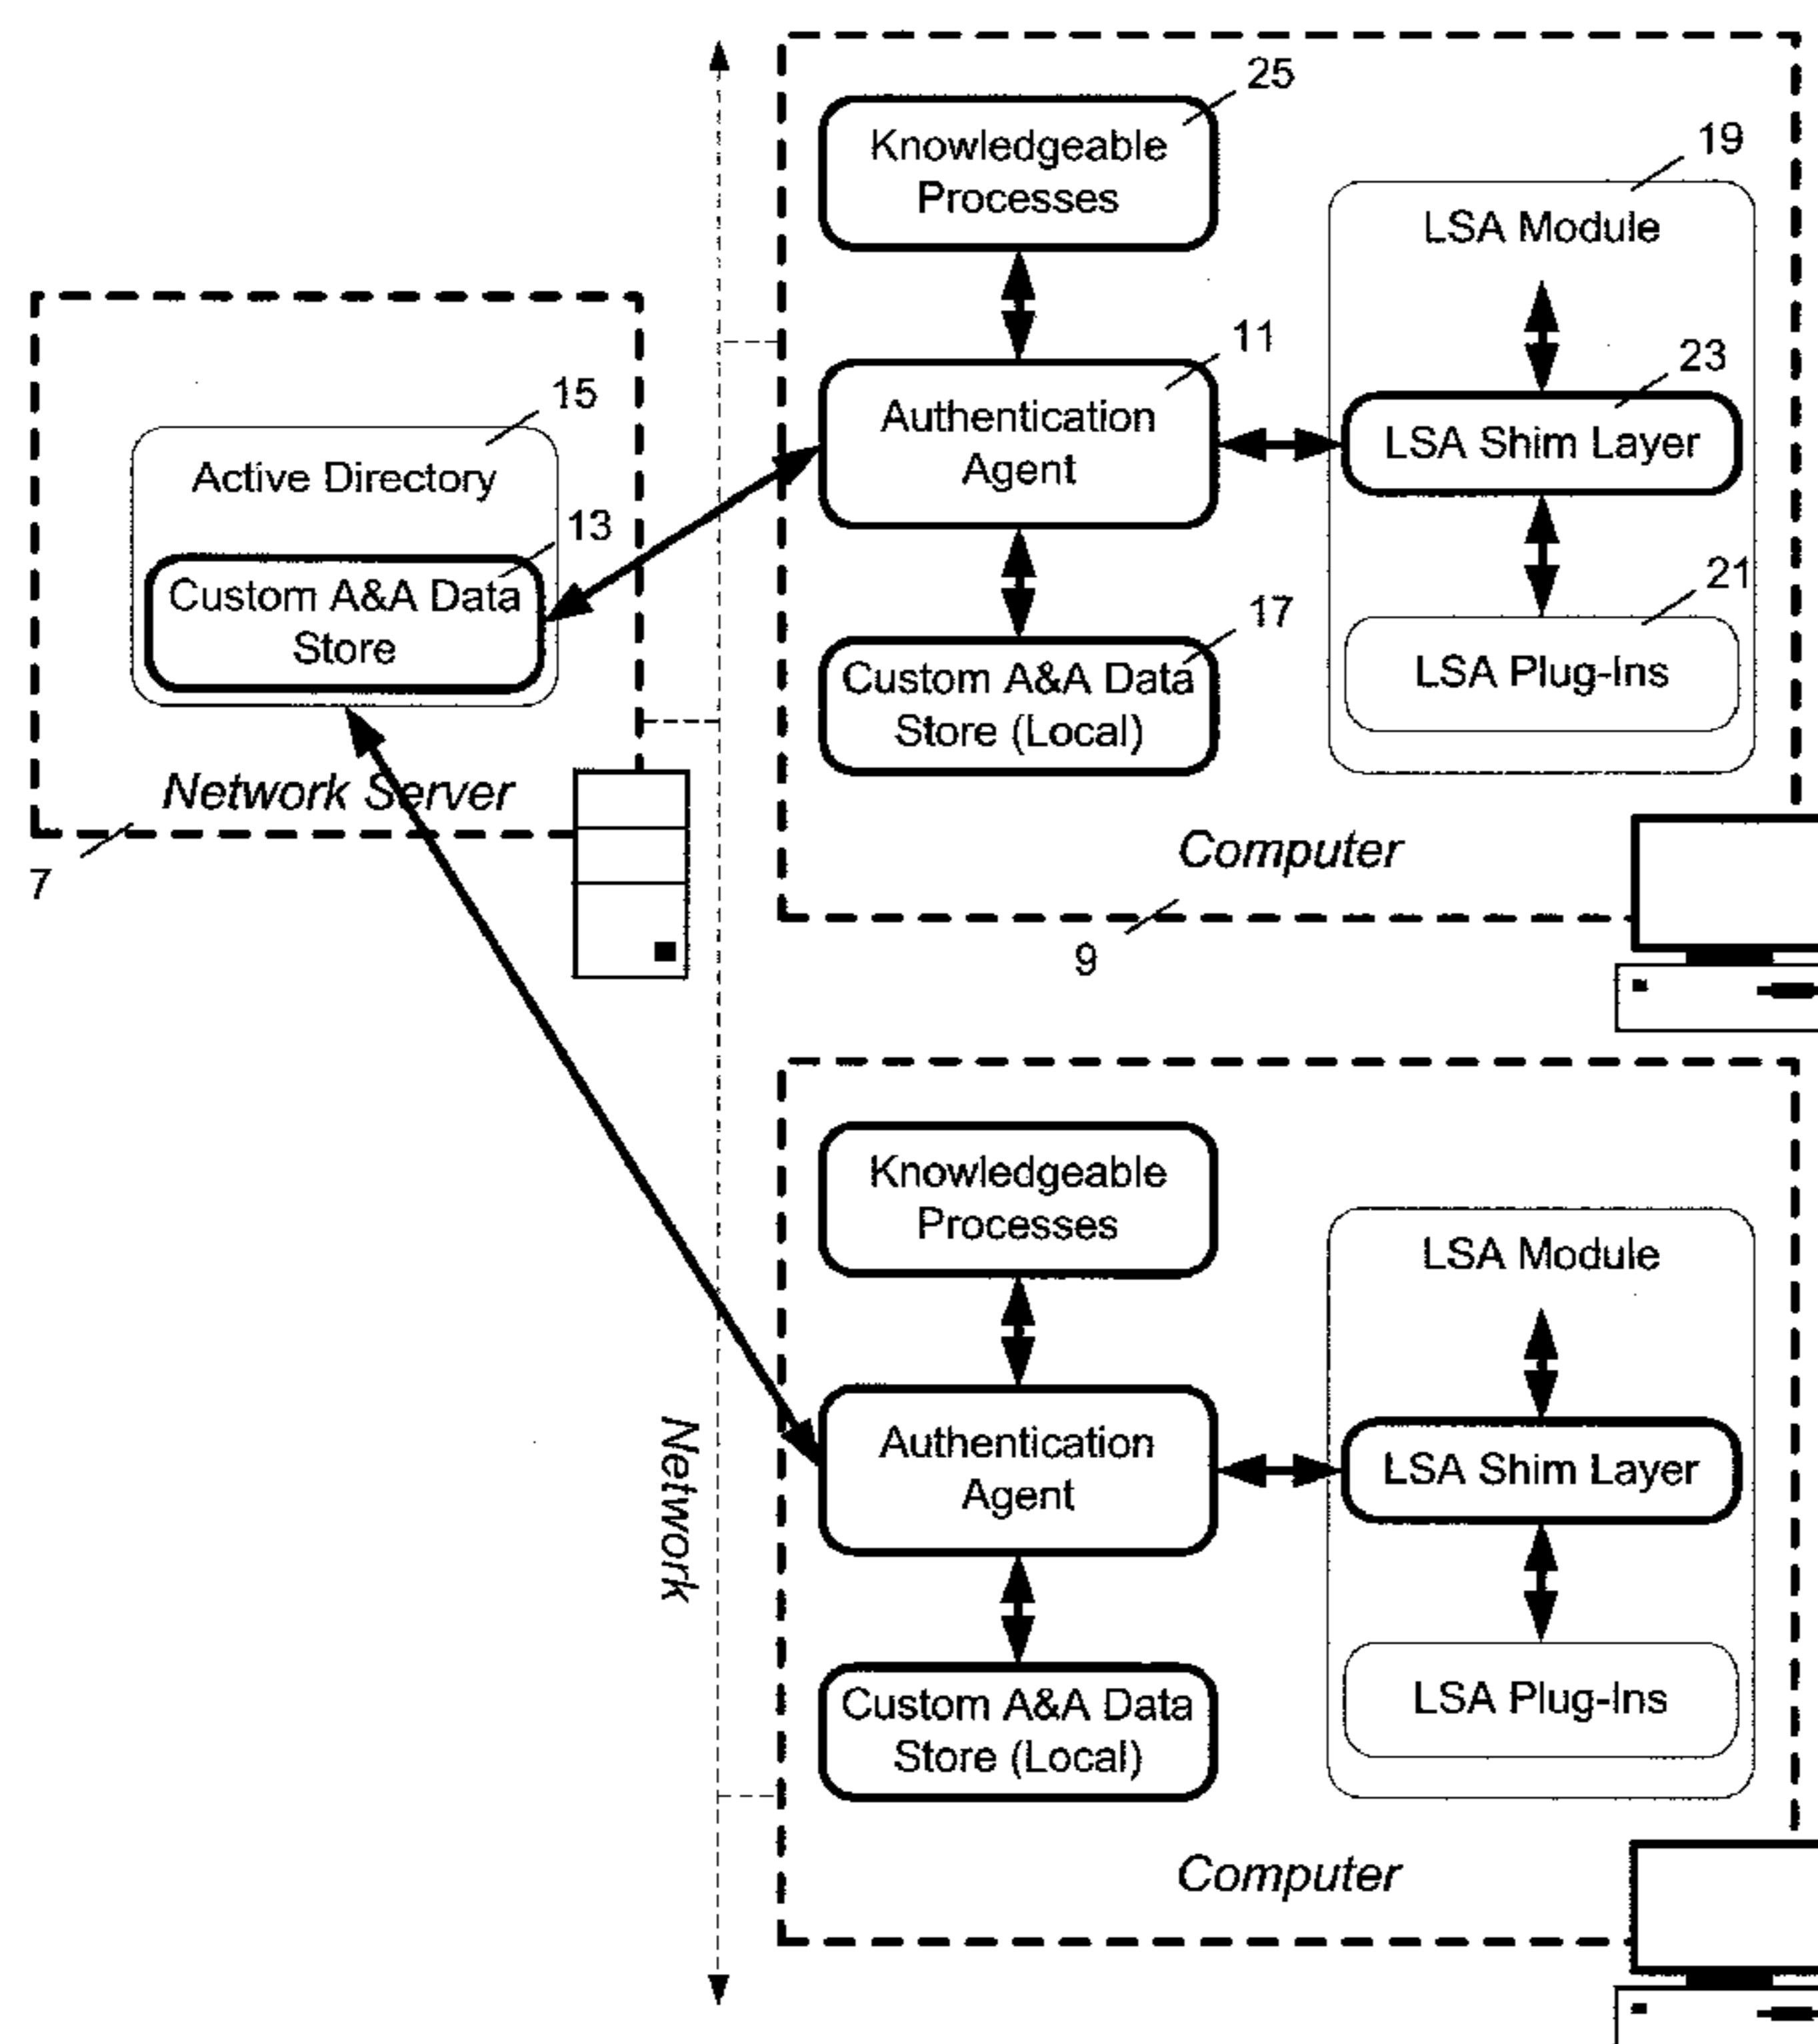 25
Knowledgeable
Processes
19
LSA Module
11
Authentication
Agent
23
LSA Shim Layer
15
Active Directory
13
Custom A&A Data
Store
17
Custom A&A Data
Store (Local)
21
LSA Plug-Ins
Network Server
7
Computer
9
Knowledgeable
Processes
LSA Module
Authentication
Agent
LSA Shim Layer
Network
Custom A&A Data
Store (Local)
LSA Plug-Ins
Computer